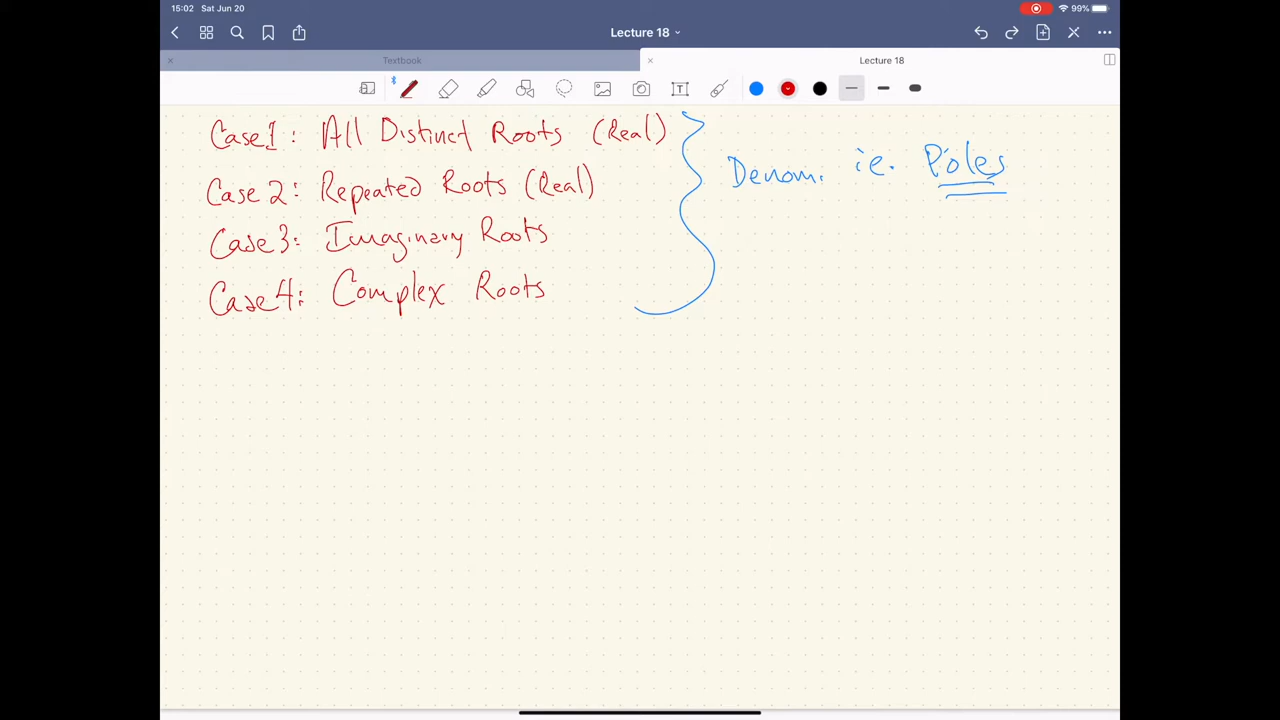 15:02 Sat Jun 20
99%
Lecture 18
Textbook
Lecture 18
T
Case 1: All Distinct Roots (Real)
Case 2: Repeated Roots (Real)
Case 3: Imaginary Roots
Case 4: Complex Roots
Denom. ie. Poles